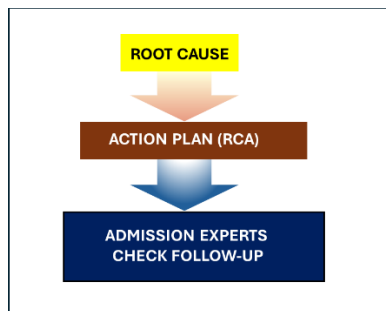 ROOT CAUSE
ACTION PLAN (RCA)
ADMISSION EXPERTS
CHECK FOLLOW-UP